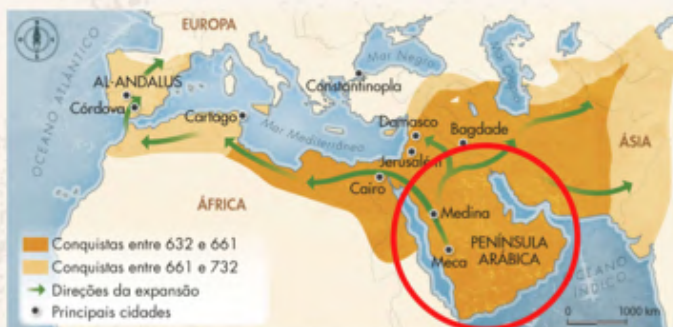 EUROPA
Mar Negro
Mar Cáspio
OCEANO ATLÂNTICO
AL-ANDALUS
Córdova
Constantinopla
Cartago
Mar Mediterrâneo
Damasco
Bagdade
Jerusalém
ÁSIA
Cairo
ÁFRICA
Medina
PENÍNSULA
ARÁBICA
Meca
OCEANO
ÍNDICO
Conquistas entre 632 e 661
Conquistas entre 661 e 732
Direções da expansão
Principais cidades
0 1000 km